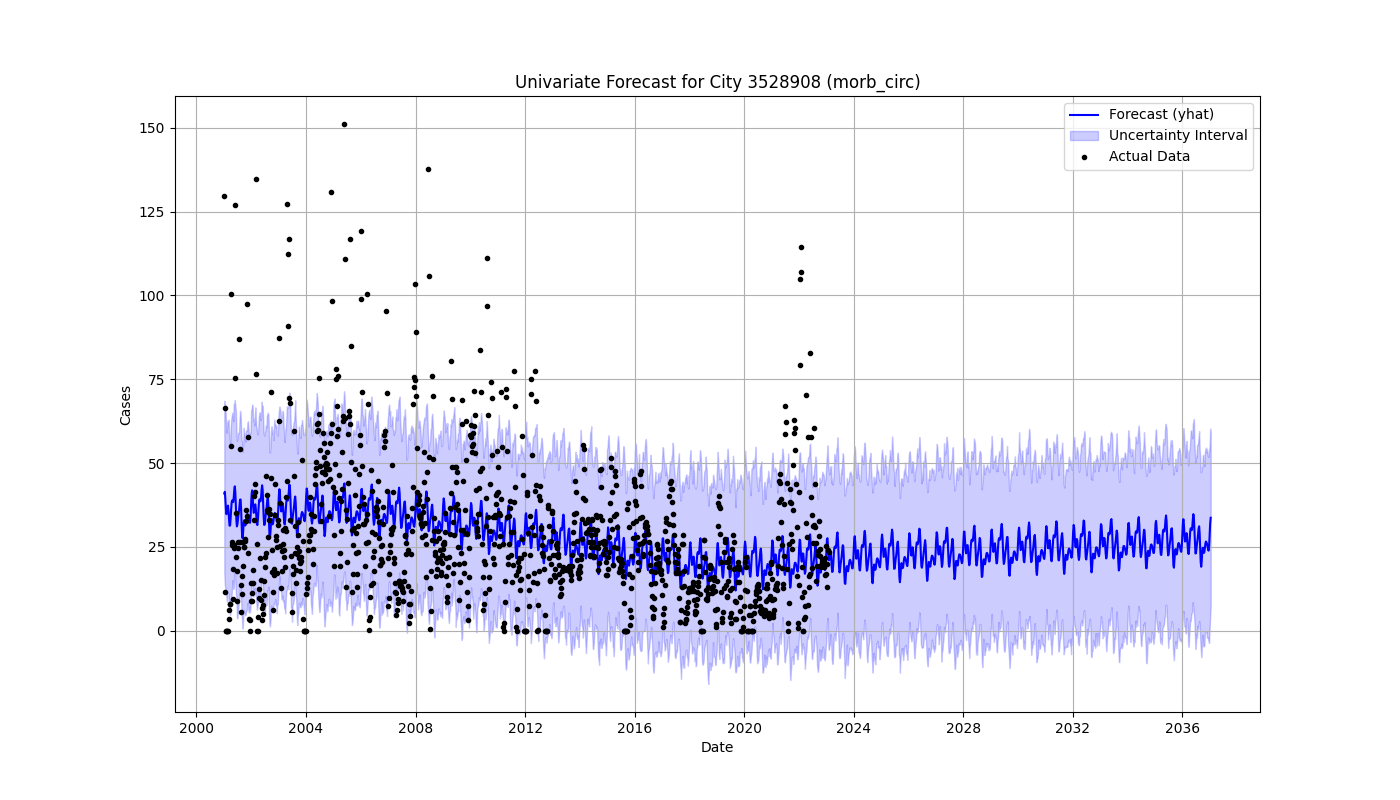 Univariate Forecast for City 3528908 (morb_circ)
Forecast (yhat)
Uncertainty Interval
Actual Data
150
125
100
75
50
25
0
Cases
2000 2004 2008 2012 2016 2020 2024 2028 2032 2036
Date